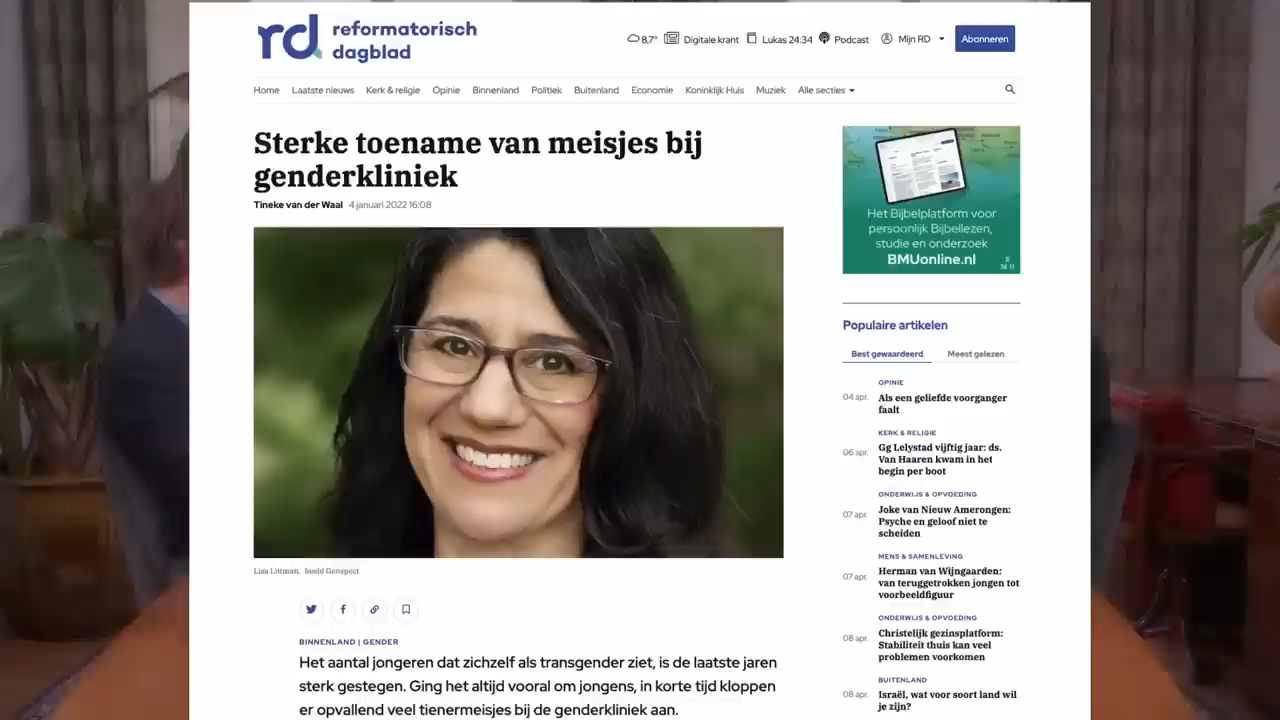 rd reformatorisch
dagblad
8,7° Digitale krant Lukas 24:34 Podcast Mijn RD Abonneren
Home Laatste nieuws Kerk & religie Opinie Binnenland Politiek Buitenland Economie Koninklijk Huis Muziek Alle secties
Sterke toename van meisjes bij
genderkliniek
Tineke van der Waal 4 januari 2022 16:08
Lisa Littman. beeld Genspect
BINNENLAND | GENDER
Het aantal jongeren dat zichzelf als transgender ziet, is de laatste jaren
sterk gestegen. Ging het altijd vooral om jongens, in korte tijd kloppen
er opvallend veel tienermeisjes bij de genderkliniek aan.
Het Bijbelplatform voor
persoonlijk Bijbellezen,
studie en onderzoek
BMUonline.nl
Populaire artikelen
Best gewaardeerd Meest gelezen
OPINIE
04 apr. Als een geliefde voorganger
faalt
KERK & RELIGIE
06 apr. Gg Lelystad vijftig jaar: ds.
Van Haaren kwam in het
begin per boot
ONDERWIJS & OPVOEDING
07 apr. Joke van Nieuw Amerongen:
Psyche en geloof niet te
scheiden
MENS & SAMENLEVING
07 apr. Herman van Wijngaarden:
van teruggetrokken jongen tot
voorbeeldfiguur
ONDERWIJS & OPVOEDING
08 apr. Christelijk gezinsplatform:
Stabiliteit thuis kan veel
problemen voorkomen
BUITENLAND
08 apr. Israël, wat voor soort land wil
je zijn?